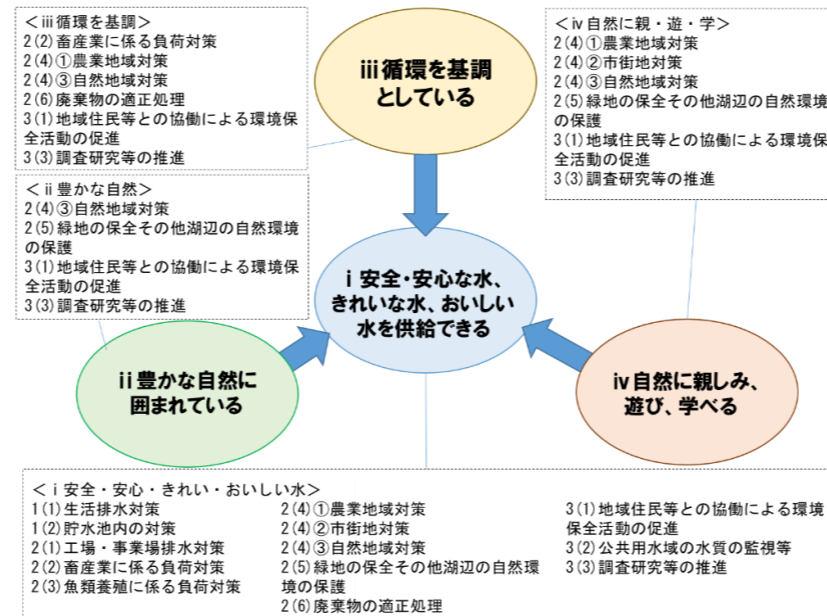 ＜ⅲ循環を基調＞
2(2)畜産業に係る負荷対策
2(4)①農業地域対策
2(4)③自然地域対策
2(6)廃棄物の適正処理
3(1)地域住民等との協働による環境保
全活動の促進
3(3)調査研究等の推進
ⅲ循環を基調
としている
＜ⅳ自然に親・遊・学＞
2(4)①農業地域対策
2(4)②市街地対策
2(4)③自然地域対策
2(5)緑地の保全その他湖辺の自然環境
の保護
3(1)地域住民等との協働による環境保
全活動の促進
3(3)調査研究等の推進
＜ⅱ豊かな自然＞
2(4)③自然地域対策
2(5)緑地の保全その他湖辺の自然環境
の保護
3(1)地域住民等との協働による環境保
全活動の促進
3(3)調査研究等の推進
ⅰ安全・安心な水、
きれいな水、おいしい
水を供給できる
ⅱ豊かな自然に
囲まれている
ⅳ自然に親しみ、
遊び、学べる
＜ⅰ安全・安心・きれい・おいしい水＞
1(1)生活排水対策
1(2)貯水池内の対策
2(1)工場・事業場排水対策
2(2)畜産業に係る負荷対策
2(3)魚類養殖に係る負荷対策
2(4)①農業地域対策
2(4)②市街地対策
2(4)③自然地域対策
2(5)緑地の保全その他湖辺の自然環
境の保護
2(6)廃棄物の適正処理
3(1)地域住民等との協働による環境
保全活動の促進
3(2)公共用水域の水質の監視等
3(3)調査研究等の推進